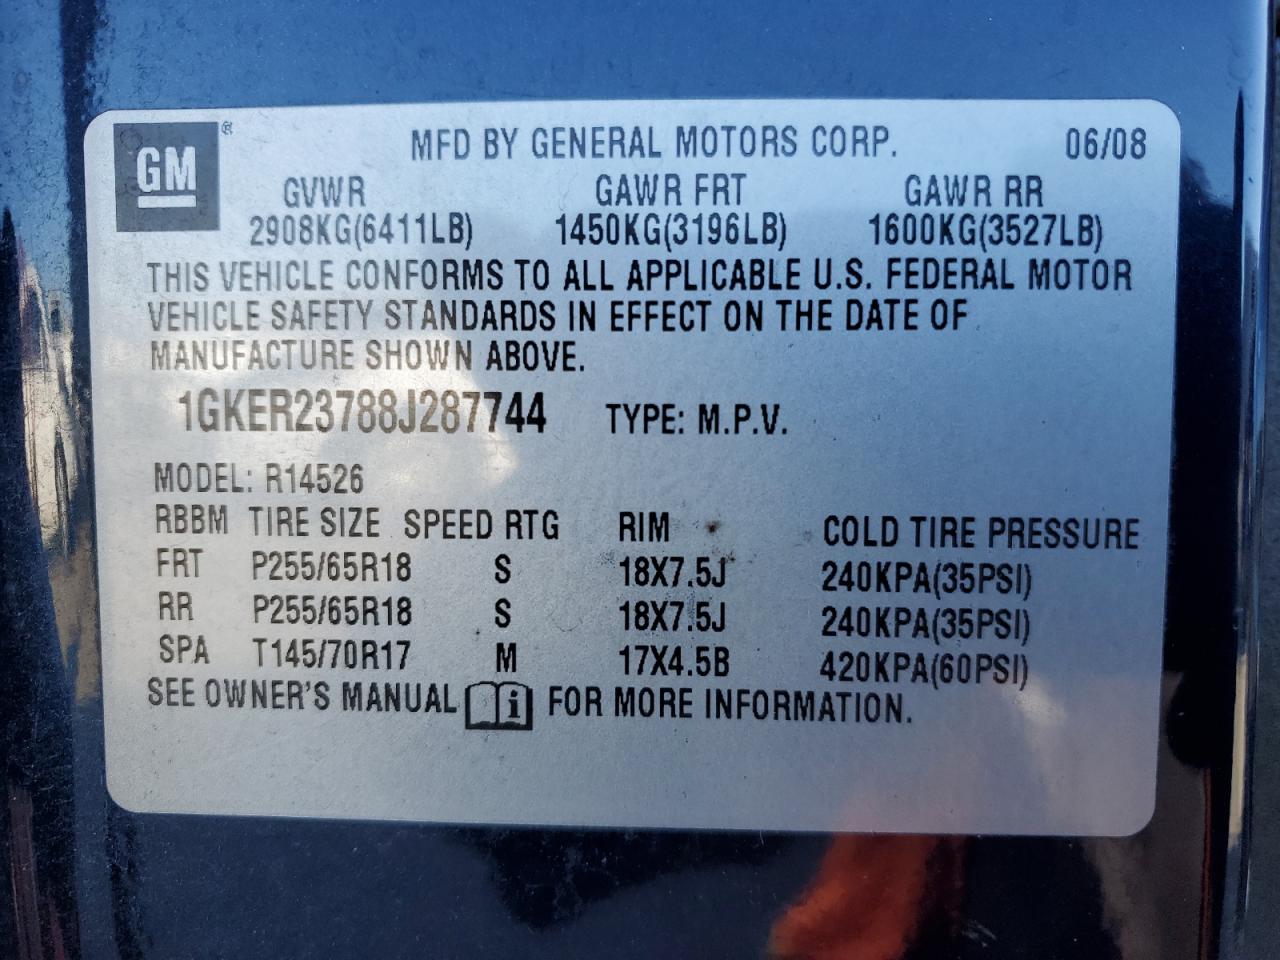 GM® MFD BY GENERAL MOTORS CORP. 06/08
GVWR GAWR FRT GAWR RR
2908KG(6411LB) 1450KG(3196LB) 1600KG(3527LB)
THIS VEHICLE CONFORMS TO ALL APPLICABLE U.S. FEDERAL MOTOR
VEHICLE SAFETY STANDARDS IN EFFECT ON THE DATE OF
MANUFACTURE SHOWN ABOVE.
1GKER23788J287744 TYPE: M.P.V.
MODEL: R14526
RBBM TIRE SIZE SPEED RTG RIM COLD TIRE PRESSURE
FRT P255/65R18 S 18X7.5J 240KPA(35PSI)
RR P255/65R18 S 18X7.5J 240KPA(35PSI)
SPA T145/70R17 M 17X4.5B 420KPA(60PSI)
SEE OWNER'S MANUAL i FOR MORE INFORMATION.